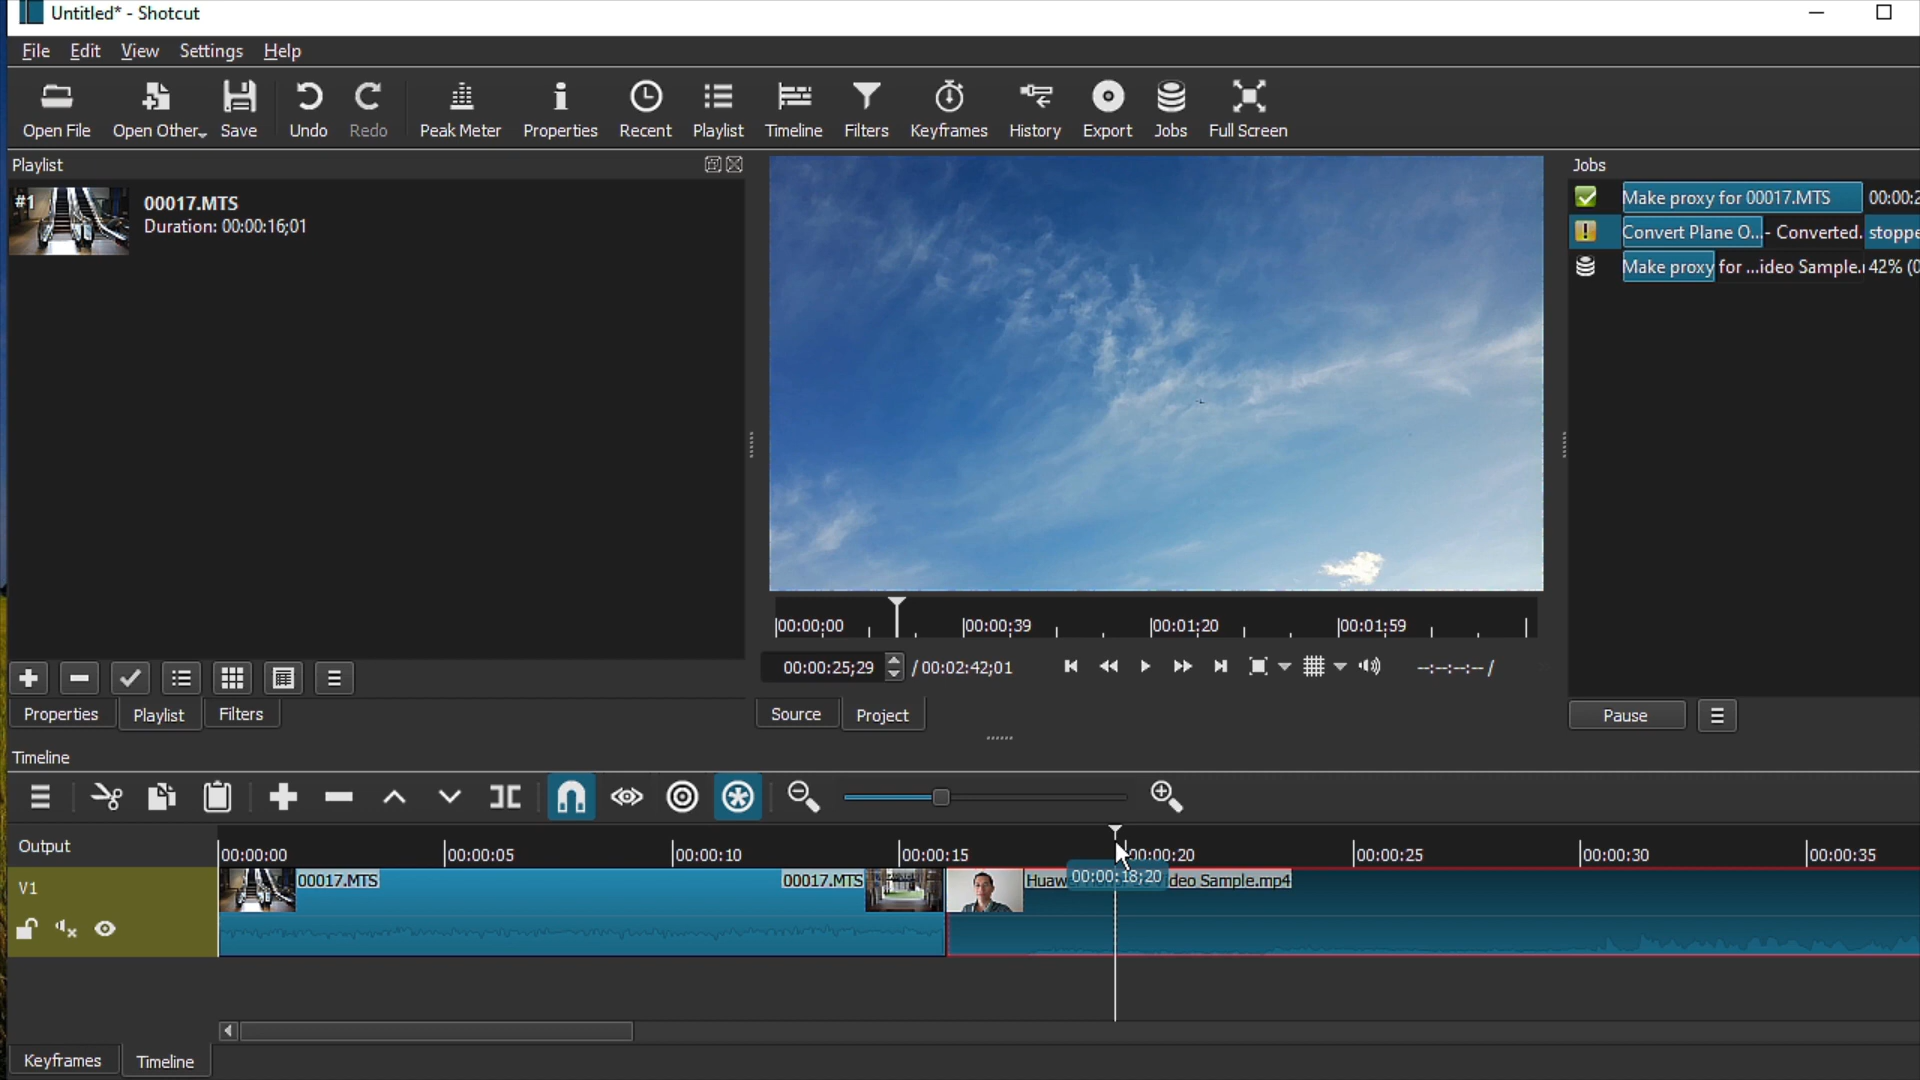 Untitled* - Shotcut
File Edit View Settings Help
Open File Open Other Save Undo Redo Peak Meter Properties Recent Playlist Timeline Filters Keyframes History Export Jobs Full Screen
Playlist
#1
00017.MTS
Duration: 00:00:16;01
Jobs
Make proxy for 00017.MTS 00:00:2
Convert Plane O...- Converted. stoppe
Make proxy for ...ideo Sample. 42% (0
00:00;00 00:00;39 00:01;20 00:01;59
00:00:25;29 / 00:02:42;01
--:--:--:-- /
Properties Playlist Filters
Source Project
Pause
Timeline
Output
00:00:00 00:00:05 00:00:10 00:00:15 00:00:20 00:00:25 00:00:30 00:00:35
V1
00017.MTS 00017.MTS
00:00:18;20
deo Sample.mp4
Keyframes Timeline